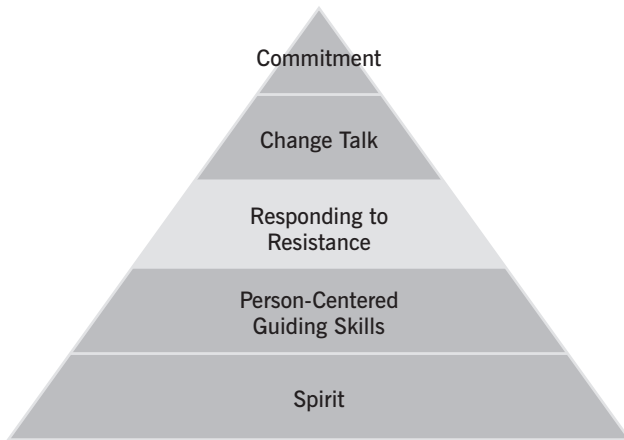 Commitment
Change Talk
Responding to
Resistance
Person-Centered
Guiding Skills
Spirit